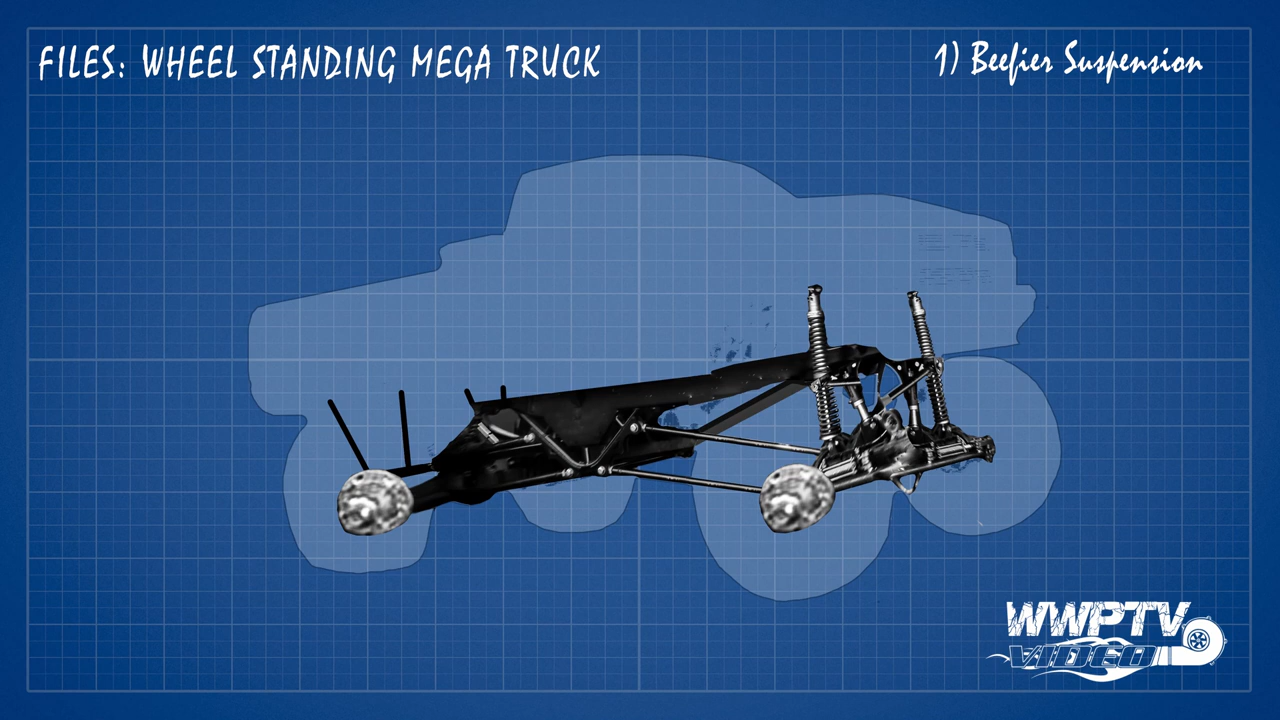 FILES: WHEEL STANDING MEGA TRUCK
1) Beefier Suspension
WWPTV
VIDEO